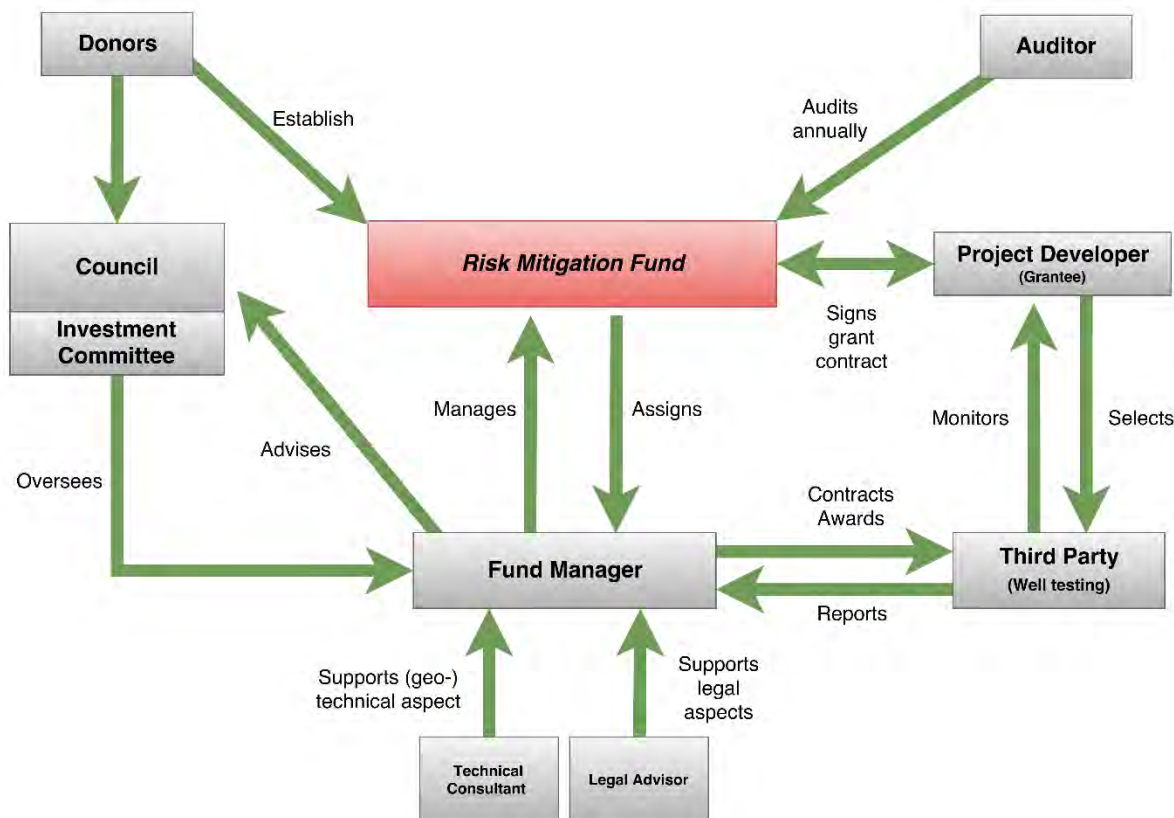 Donors
Auditor
Establish
Audits
annually
Council
Investment
Committee
Risk Mitigation Fund
Project Developer
(Grantee)
Signs
grant
contract
Manages
Assigns
Monitors
Selects
Advises
Oversees
Contracts
Awards
Fund Manager
Third Party
(Well testing)
Reports
Supports (geo-)
technical aspect
Supports
legal
aspects
Technical
Consultant
Legal Advisor